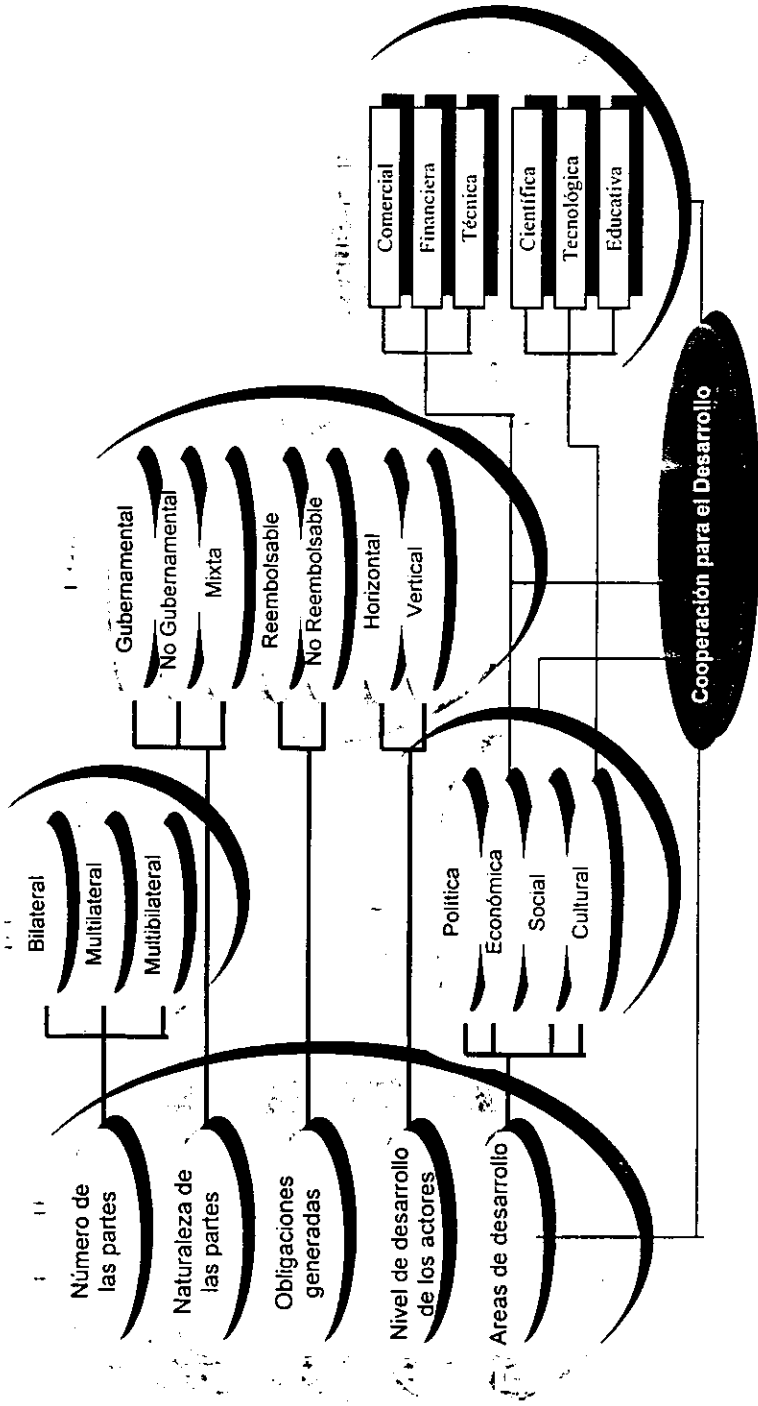 Número de
las partes
Naturaleza de
las partes
Obligaciones
generadas
Nivel de desarrollo
de los actores
Areas de desarrollo
Bilateral
Multilateral
Multibilateral
Gubernamental
No Gubernamental
Mixta
Reembolsable
No Reembolsable
Horizontal
Vertical
Política
Económica
Social
Cultural
Comercial
Financiera
Técnica
Científica
Tecnológica
Educativa
Cooperación para el Desarrollo